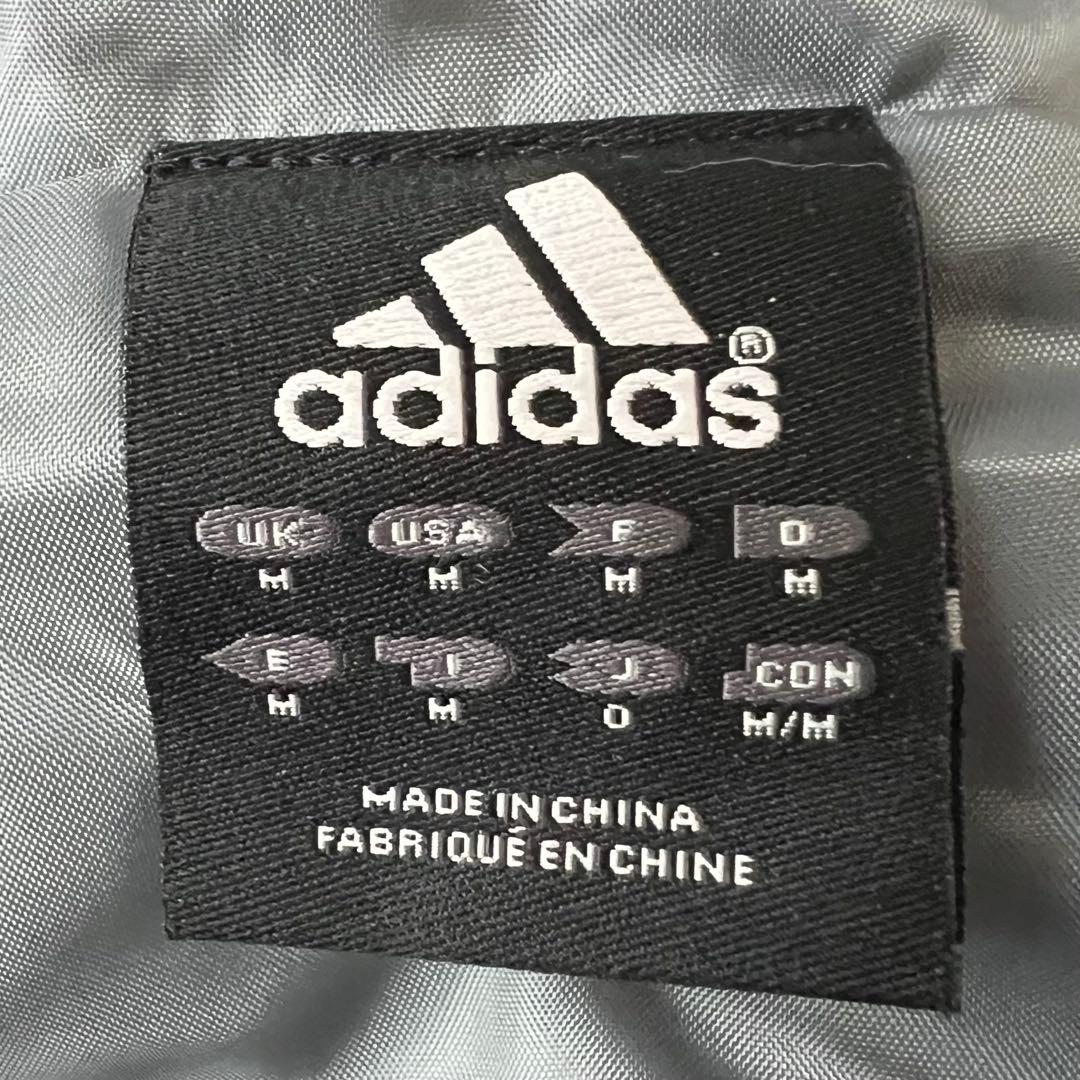 adidas®
UK USA F D
M M M M
E I J CON
M M O M/M
MADE IN CHINA
FABRIQUÉ EN CHINE